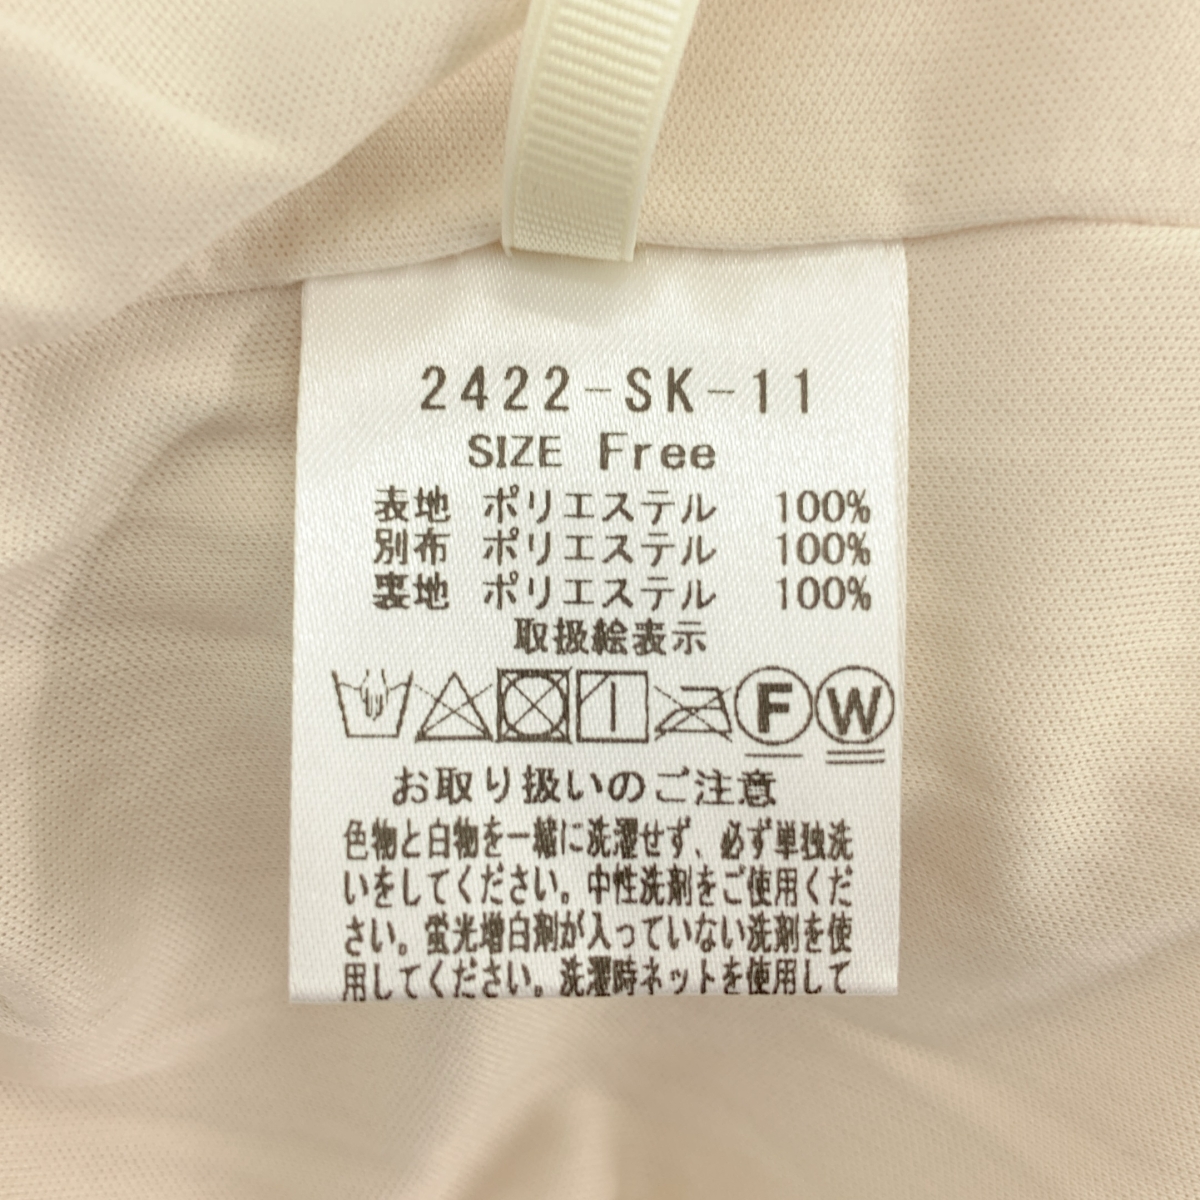 2422-SK-11
SIZE Free
表地 ポリエステル 100%
別布 ポリエステル 100%
裏地 ポリエステル 100%
取扱絵表示
F W
お取り扱いのご注意
色物と白物を一緒に洗濯せず、必ず単独洗
いをしてください。中性洗剤をご使用くだ
さい。蛍光増白剤が入っていない洗剤を使
用してください。洗濯時ネットを使用して